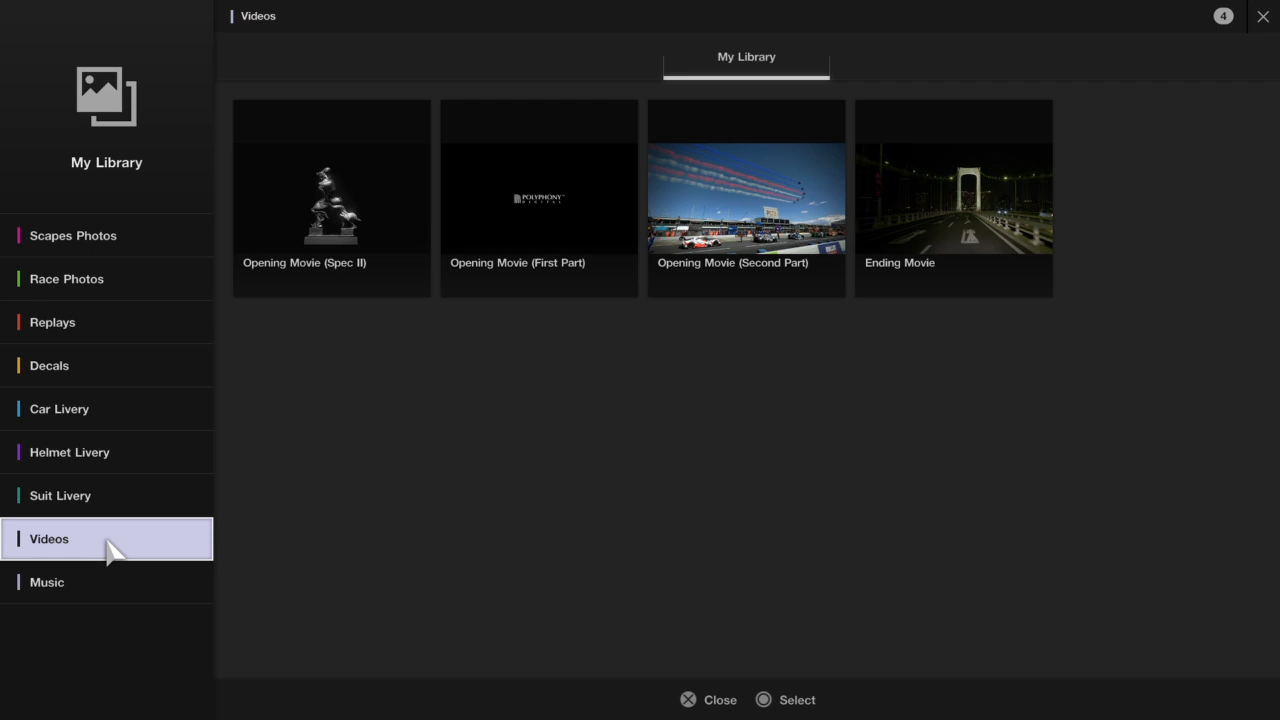 My Library
Scapes Photos
Race Photos
Replays
Decals
Car Livery
Helmet Livery
Suit Livery
Videos
Music
Videos
4
My Library
Opening Movie (Spec II)
POLYPHONY
DIGITAL
Opening Movie (First Part)
Opening Movie (Second Part)
Ending Movie
Close
Select